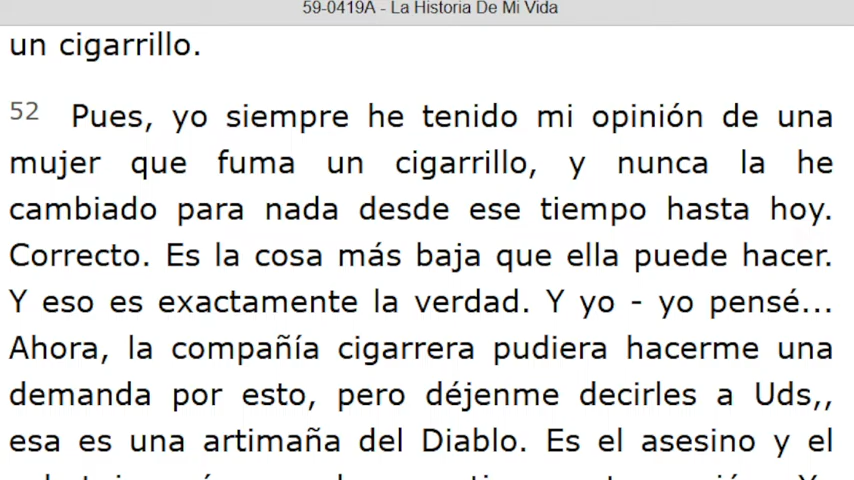 59-0419A - La Historia De Mi Vida
un cigarrillo.
52 Pues, yo siempre he tenido mi opinión de una
mujer que fuma un cigarrillo, y nunca la he
cambiado para nada desde ese tiempo hasta hoy.
Correcto. Es la cosa más baja que ella puede hacer.
Y eso es exactamente la verdad. Y yo - yo pensé...
Ahora, la compañía cigarrera pudiera hacerme una
demanda por esto, pero déjenme decirles a Uds,,
esa es una artimaña del Diablo. Es el asesino y el